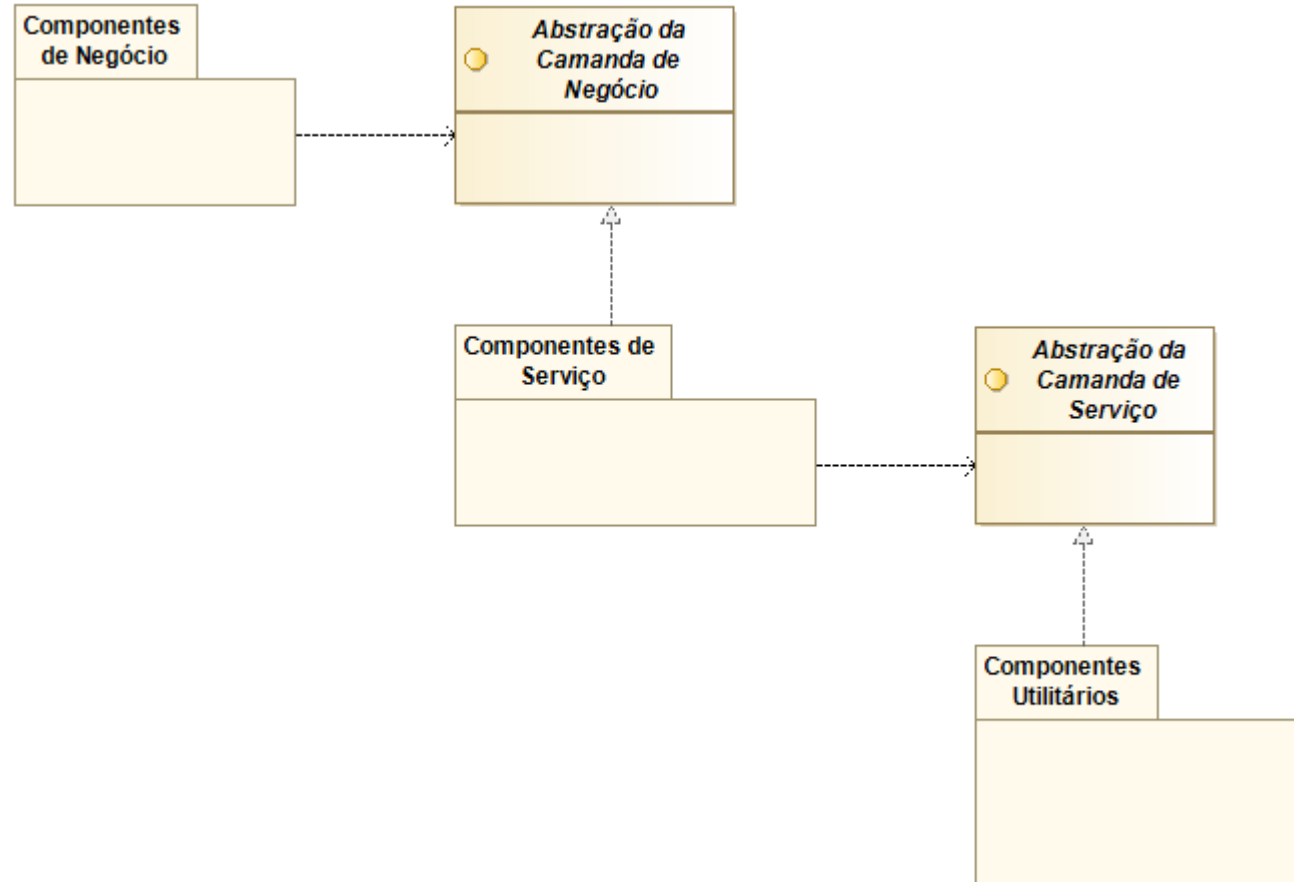 Componentes
de Negócio
Abstração da
Camanda de
Negócio
Componentes de
Serviço
Abstração da
Camanda de
Serviço
Componentes
Utilitários